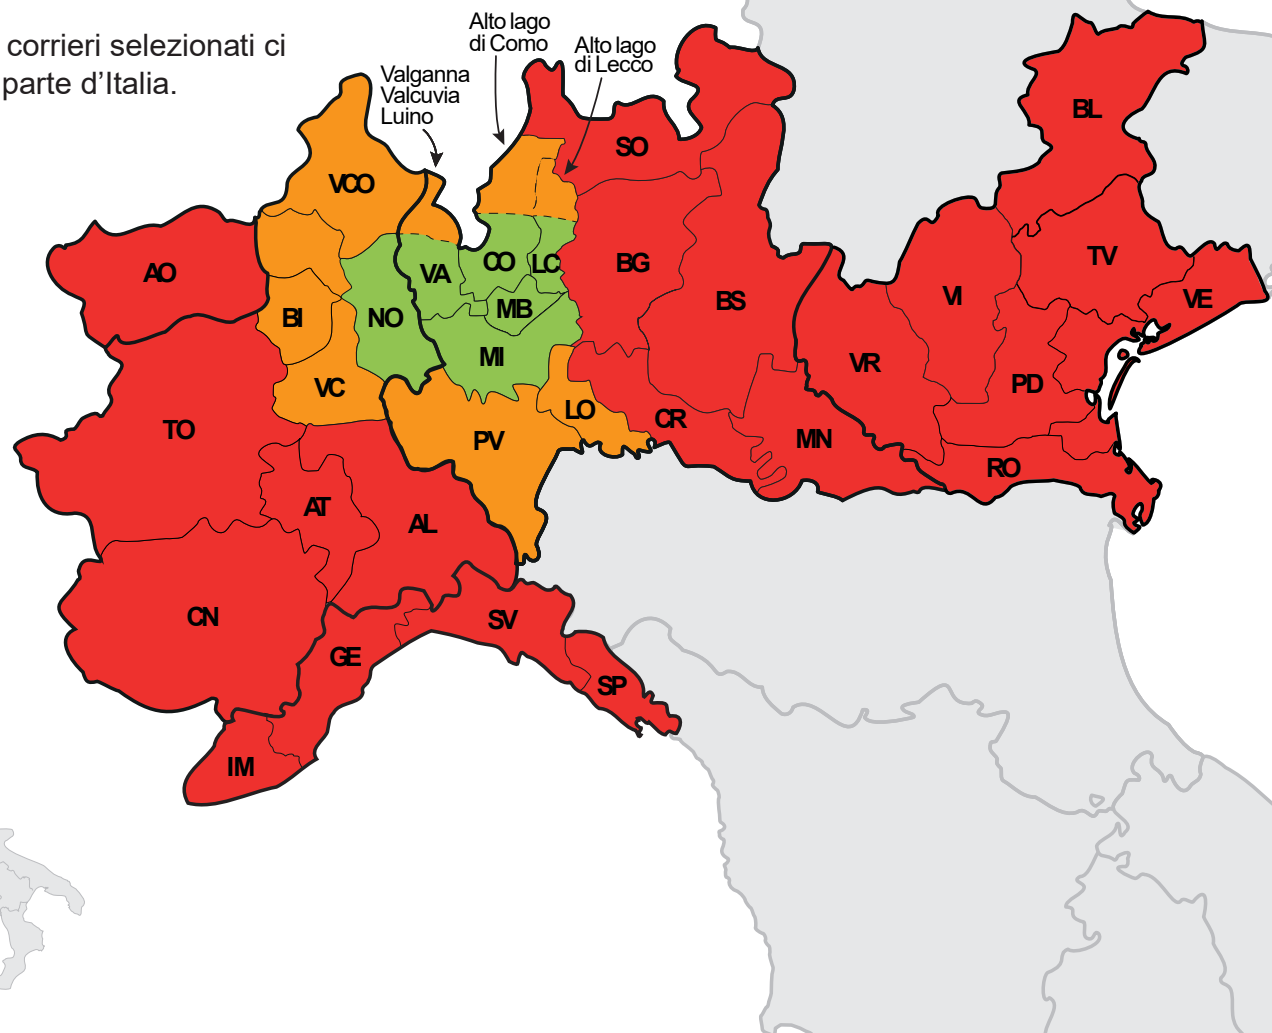 corrieri selezionati ci
parte d’Italia.
Alto lago
di Como
Alto lago
di Lecco
Valganna
Valcuvia
Luino
BL
SO
VCO
TV
AO
VA
CO
LC
BG
VI
VE
BS
BI
NO
MB
MI
VR
PD
VC
LO
CR
TO
PV
MN
RO
AT
AL
CN
SV
GE
SP
IM